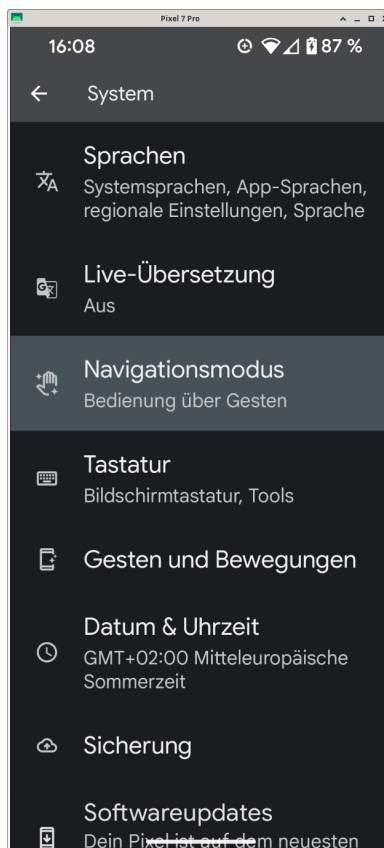 Pixel 7 Pro
16:08
87 %
System
Sprachen
Systemsprachen, App-Sprachen,
regionale Einstellungen, Sprache
Live-Übersetzung
Aus
Navigationsmodus
Bedienung über Gesten
Tastatur
Bildschirmtastatur, Tools
Gesten und Bewegungen
Datum & Uhrzeit
GMT+02:00 Mitteleuropäische
Sommerzeit
Sicherung
Softwareupdates
Dein Pixel ist auf dem neuesten